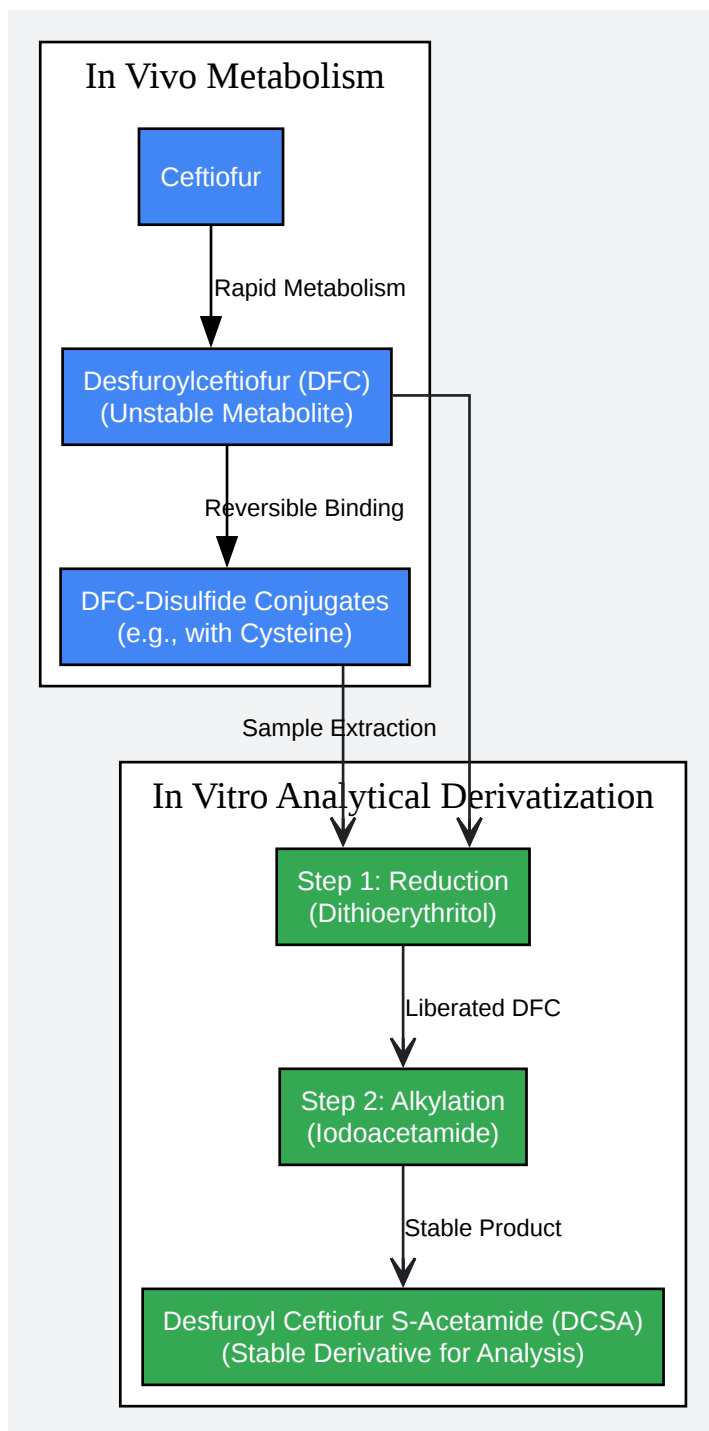 In Vivo Metabolism
Ceftiofur
Rapid Metabolism
Desfuroylceftiofur (DFC)
(Unstable Metabolite)
Reversible Binding
DFC-Disulfide Conjugates
(e.g., with Cysteine)
Sample Extraction
In Vitro Analytical Derivatization
Step 1: Reduction
(Dithioerythritol)
Liberated DFC
Step 2: Alkylation
(Iodoacetamide)
Stable Product
Desfuroyl Ceftiofur S-Acetamide (DCSA)
(Stable Derivative for Analysis)